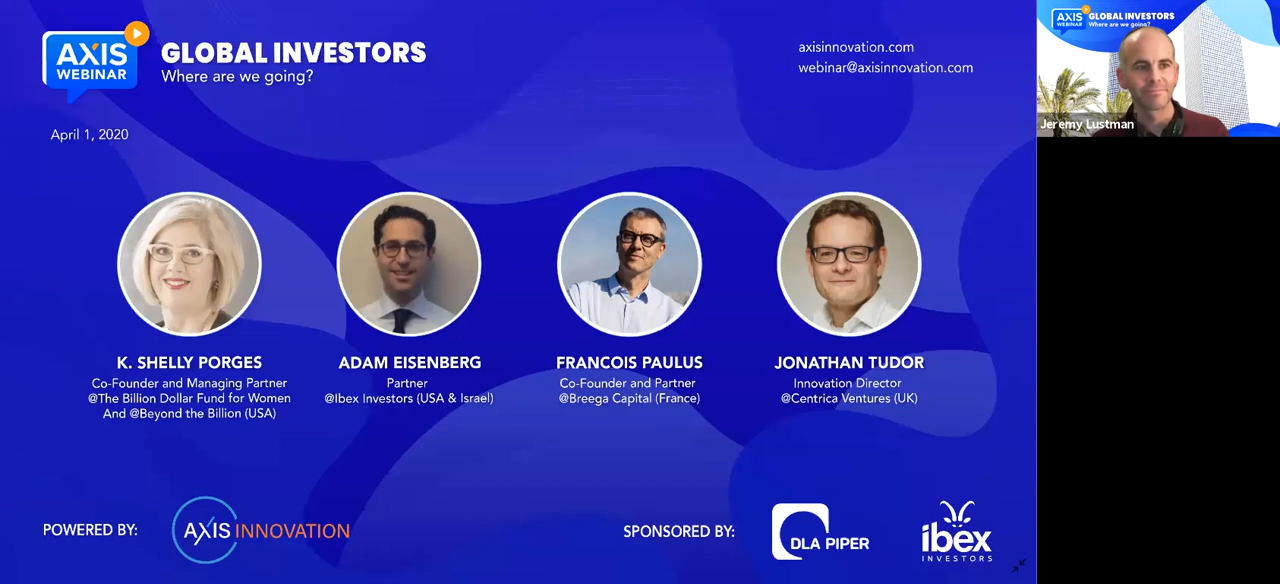 AXIS
WEBINAR
GLOBAL INVESTORS
Where are we going?
axisinnovation.com
webinar@axisinnovation.com
April 1, 2020
K. SHELLY PORGES
Co-Founder and Managing Partner
@The Billion Dollar Fund for Women
And @Beyond the Billion (USA)
ADAM EISENBERG
Partner
@Ibex Investors (USA & Israel)
FRANCOIS PAULUS
Co-Founder and Partner
@Breega Capital (France)
JONATHAN TUDOR
Innovation Director
@Centrica Ventures (UK)
POWERED BY:
AXIS INNOVATION
SPONSORED BY:
DLA PIPER
ibex
INVESTORS
AXIS
WEBINAR
GLOBAL INVESTORS
Where are we going?
Jeremy Lustman